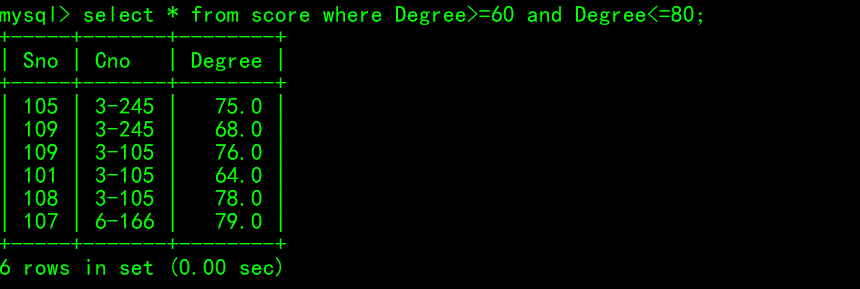 mysql> select * from score where Degree>=60 and Degree<=80;
+-----+-------+--------+
| Sno | Cno   | Degree |
+-----+-------+--------+
| 105 | 3-245 |   75.0 |
| 109 | 3-245 |   68.0 |
| 109 | 3-105 |   76.0 |
| 101 | 3-105 |   64.0 |
| 108 | 3-105 |   78.0 |
| 107 | 6-166 |   79.0 |
+-----+-------+--------+
6 rows in set (0.00 sec)